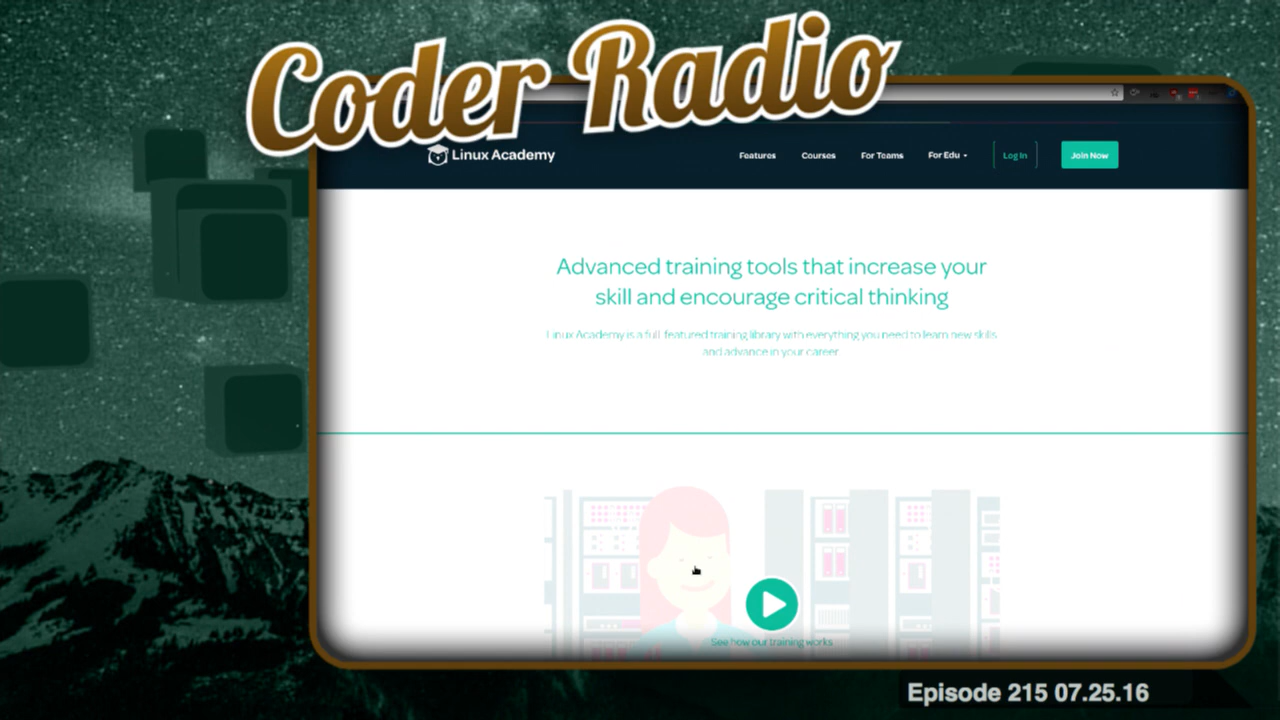 Coder Radio
Linux Academy
Features
Courses
For Teams
For Edu
Log In
Join Now
Advanced training tools that increase your
skill and encourage critical thinking
Linux Academy is a full featured training library with everything you need to learn new skills
and advance in your career
See how our training works
Episode 215 07.25.16